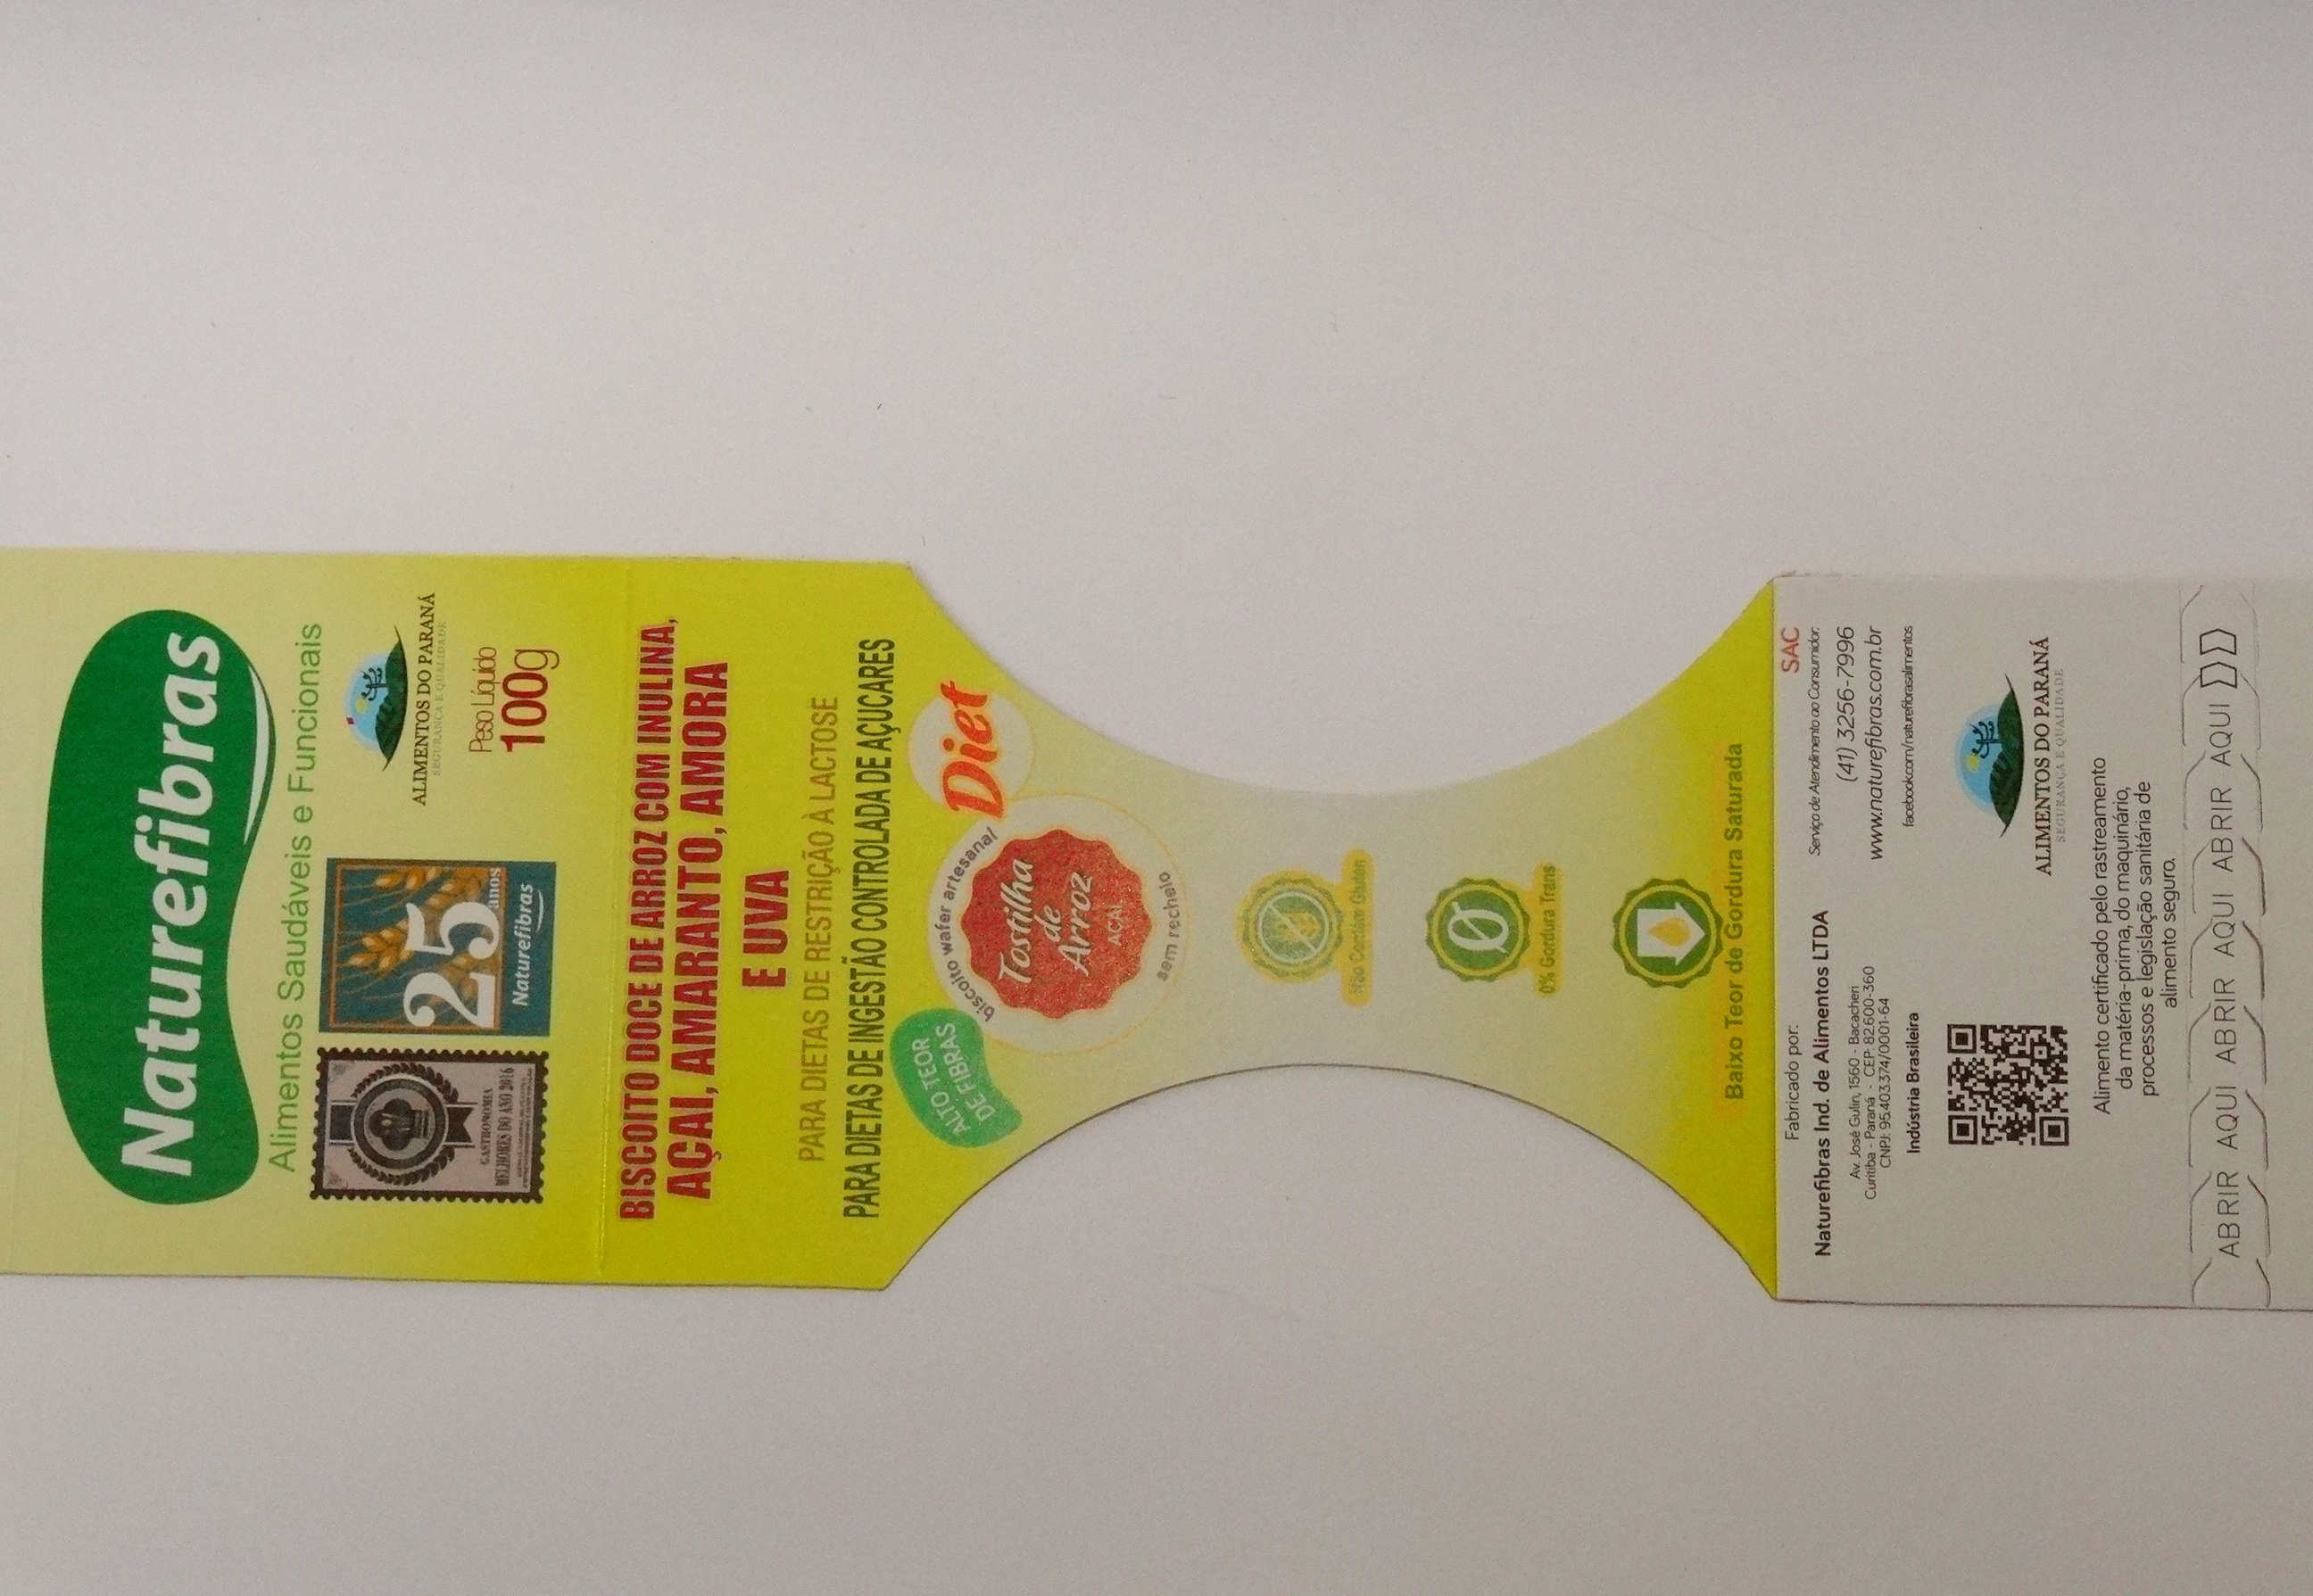 Naturefibras
Alimentos Saudáveis e Funcionais
GASTRONOMIA
MELHORES DO ANO 2016
25
anos
Naturefibras
ALIMENTOS DO PARANÁ
SEGURANÇA E QUALIDADE
Peso Líquido
100g
BISCOITO DOCE DE ARROZ COM INULINA,
AÇAI, AMARANTO, AMORA
E UVA
PARA DIETAS DE RESTRIÇÃO À LACTOSE
PARA DIETAS DE INGESTÃO CONTROLADA DE AÇUCARES
ALTO TEOR
DE FIBRAS
biscoito wafer artesanal
Tostilha
de
Arroz
AÇAÍ
sem recheio
Diet
Não Contém Glúten
0% Gordura Trans
Baixo Teor de Gordura Saturada
Fabricado por:
Naturefibras Ind. de Alimentos LTDA
Av. José Gulin, 1560 - Bacacheri
Curitiba - Paraná - CEP: 82.600-360
CNPJ: 95.403.374/0001-64
Indústria Brasileira
SAC
Serviço de Atendimento ao Consumidor:
(41) 3256-7996
www.naturefibras.com.br
facebook.com/naturefibrasalimentos
ALIMENTOS DO PARANÁ
SEGURANÇA E QUALIDADE
Alimento certificado pelo rastreamento
da matéria-prima, do maquinário,
processos e legislação sanitária de
alimento seguro.
ABRIR AQUI ABRIR AQUI ABRIR AQUI